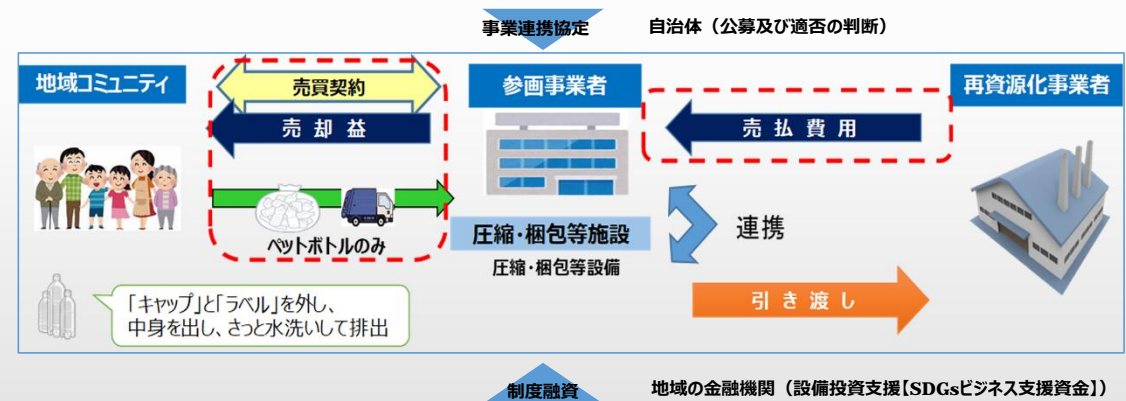 事業連携協定
自治体（公募及び適否の判断）
地域コミュニティ
売買契約
参画事業者
再資源化事業者
売却益
売払費用
ペットボトルのみ
圧縮・梱包等施設
圧縮・梱包等設備
連携
「キャップ」と「ラベル」を外し、
中身を出し、さっと水洗いして排出
引き渡し
制度融資
地域の金融機関（設備投資支援【SDGsビジネス支援資金】）